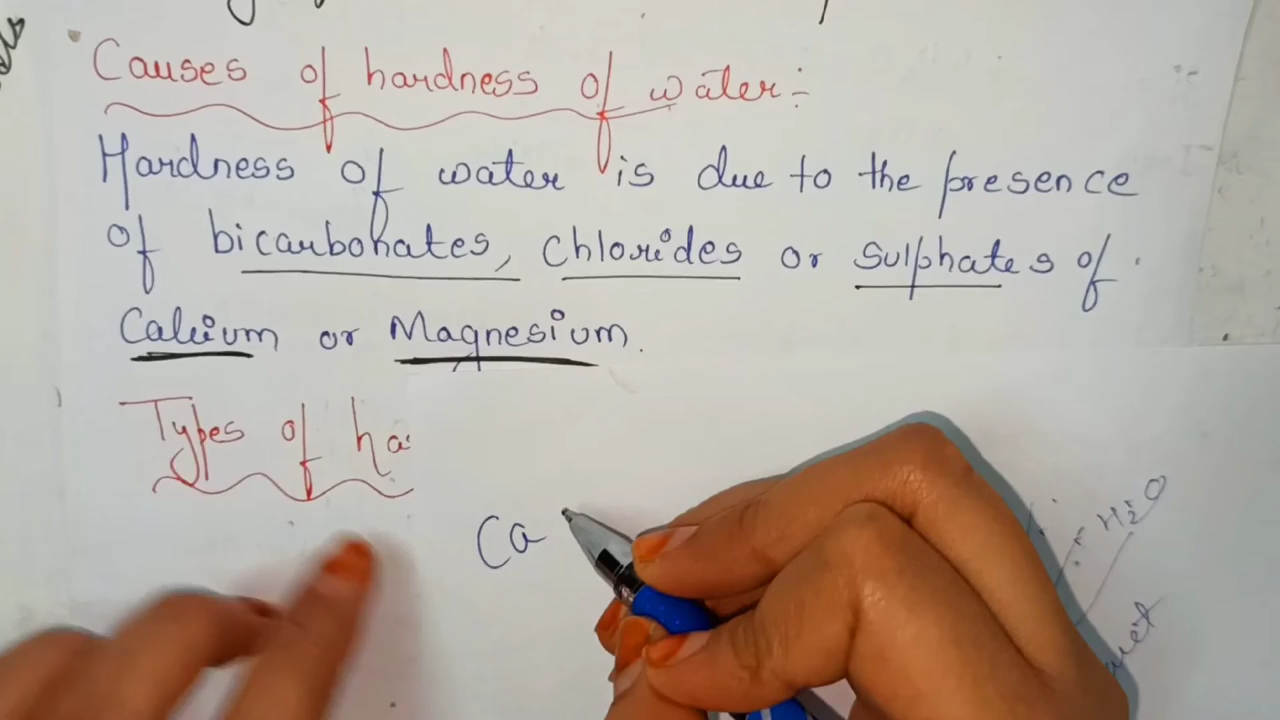 Causes of hardness of water:-
Hardness of water is due to the presence
of bicarbonates, chlorides or sulphates of
Calcium or Magnesium.
Types of ha
Ca
H₂O